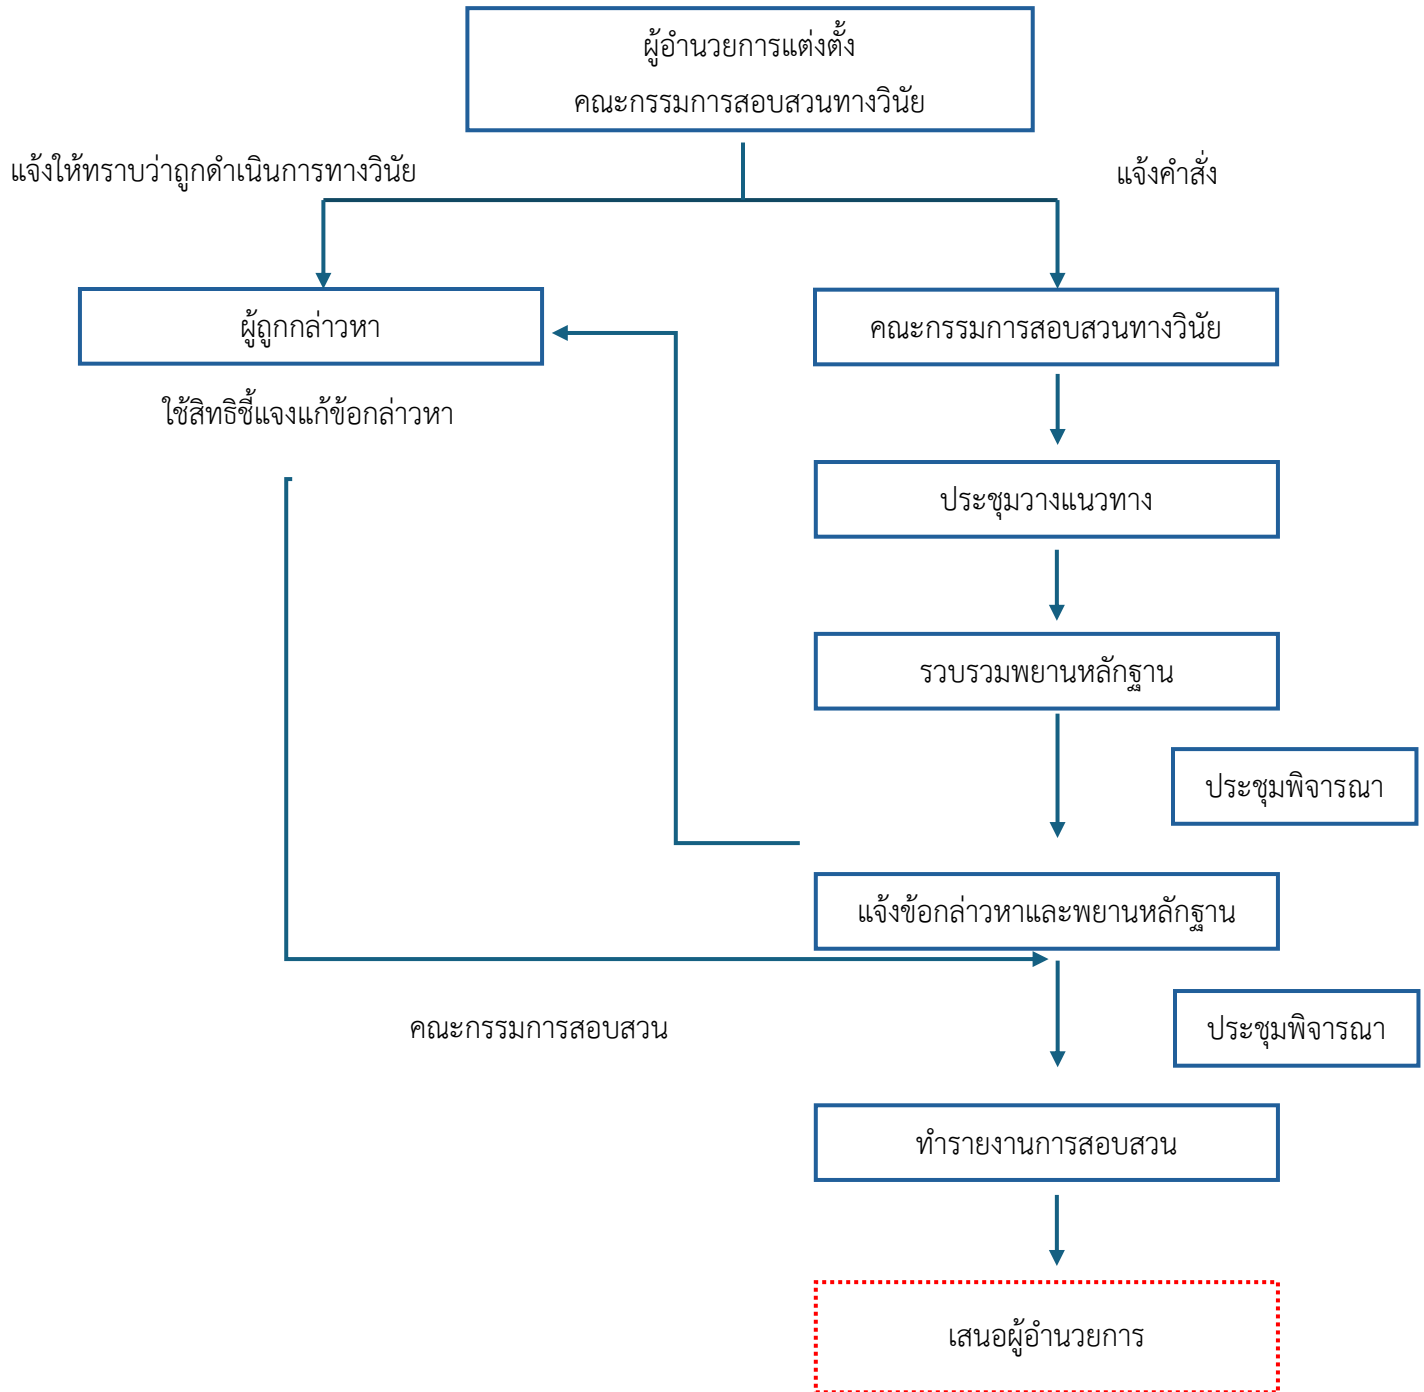 ผู้อำนวยการแต่งตั้ง
คณะกรรมการสอบสวนทางวินัย
แจ้งให้ทราบว่าถูกดำเนินการทางวินัย
แจ้งคำสั่ง
ผู้ถูกกล่าวหา
คณะกรรมการสอบสวนทางวินัย
ใช้สิทธิชี้แจงแก้ข้อกล่าวหา
ประชุมวางแนวทาง
รวบรวมพยานหลักฐาน
ประชุมพิจารณา
แจ้งข้อกล่าวหาและพยานหลักฐาน
คณะกรรมการสอบสวน
ประชุมพิจารณา
ทำรายงานการสอบสวน
เสนอผู้อำนวยการ